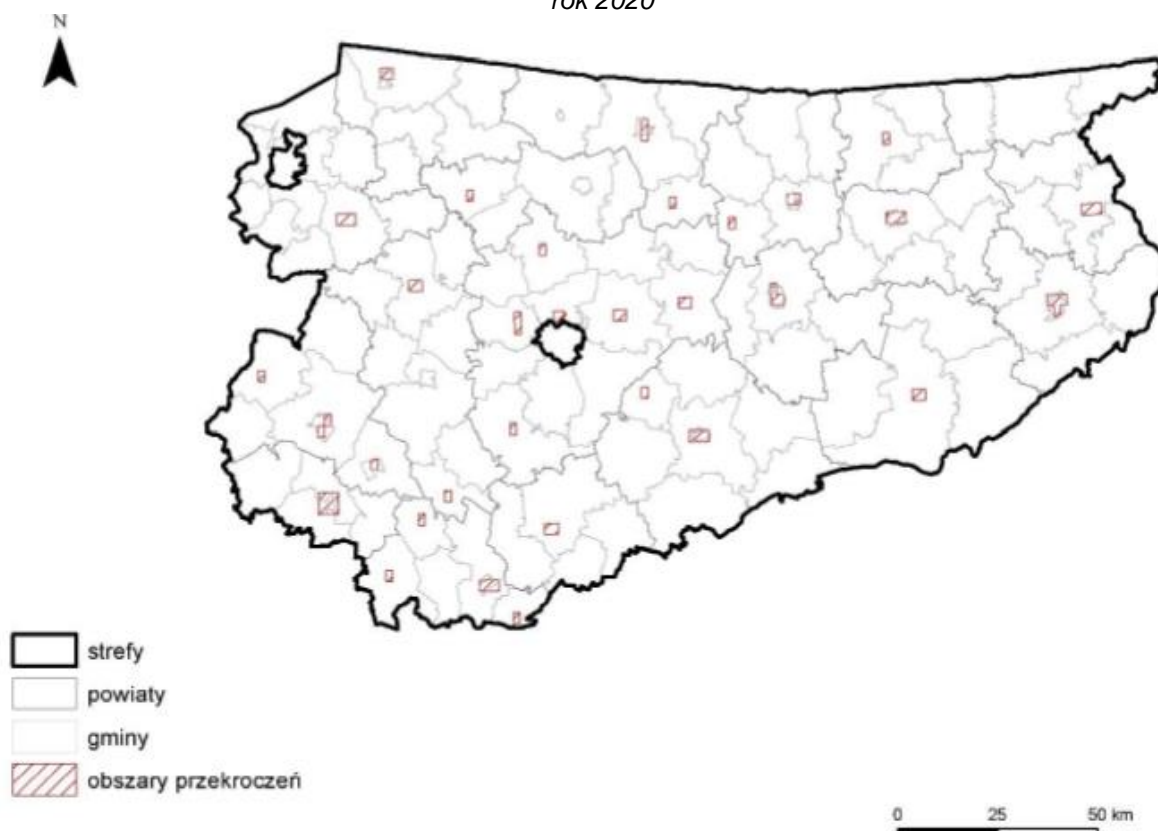 rok 2020
N
strefy
powiaty
gminy
obszary przekroczeń
0 25 50 km